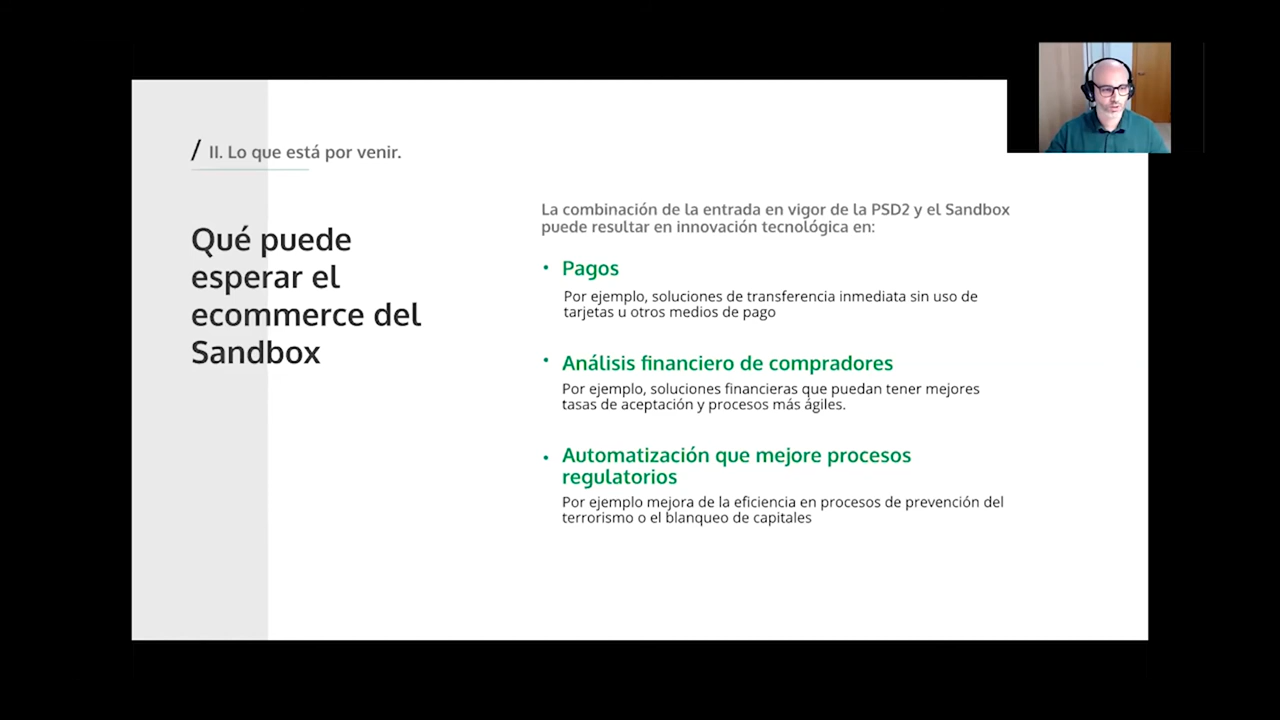 / II. Lo que está por venir.
Qué puede
esperar el
ecommerce del
Sandbox
La combinación de la entrada en vigor de la PSD2 y el Sandbox
puede resultar en innovación tecnológica en:
• Pagos
Por ejemplo, soluciones de transferencia inmediata sin uso de
tarjetas u otros medios de pago
• Análisis financiero de compradores
Por ejemplo, soluciones financieras que puedan tener mejores
tasas de aceptación y procesos más ágiles.
• Automatización que mejore procesos
regulatorios
Por ejemplo mejora de la eficiencia en procesos de prevención del
terrorismo o el blanqueo de capitales